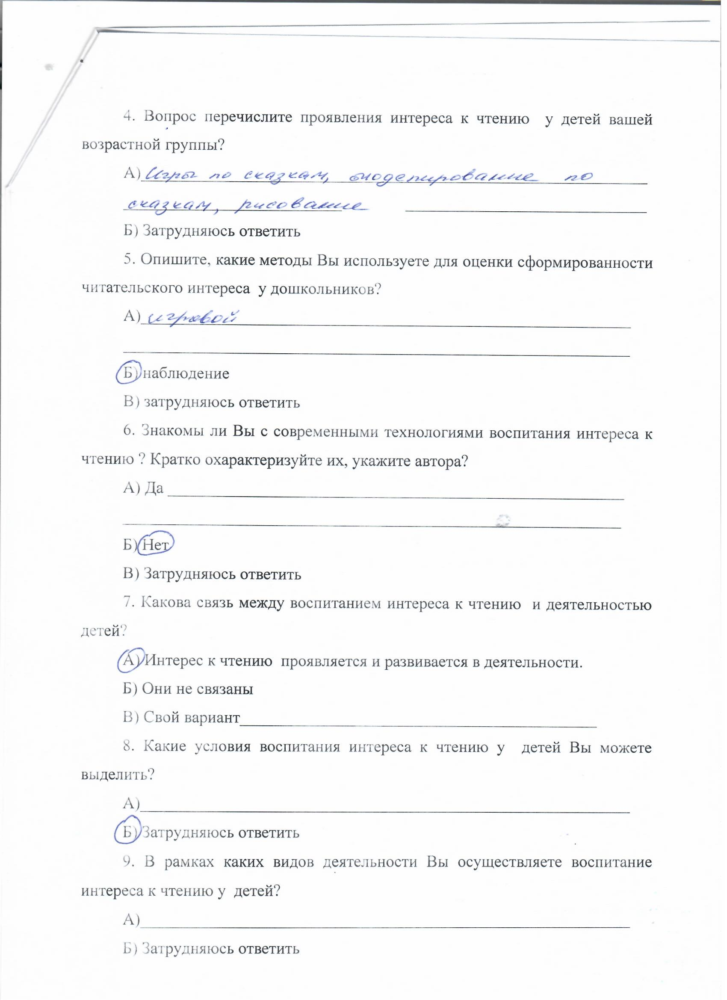 4. Вопрос перечислите проявления интереса к чтению у детей вашей
возрастной группы?
А) Игры по сказкам, моделирование по
сказкам, рисование
Б) Затрудняюсь ответить
5. Опишите, какие методы Вы используете для оценки сформированности
читательского интереса у дошкольников?
А) игровой
Б) наблюдение
В) затрудняюсь ответить
6. Знакомы ли Вы с современными технологиями воспитания интереса к
чтению ? Кратко охарактеризуйте их, укажите автора?
А) Да
Б) Нет
В) Затрудняюсь ответить
7. Какова связь между воспитанием интереса к чтению и деятельностью
детей?
А) Интерес к чтению проявляется и развивается в деятельности.
Б) Они не связаны
В) Свой вариант
8. Какие условия воспитания интереса к чтению у детей Вы можете
выделить?
А)
Б) Затрудняюсь ответить
9. В рамках каких видов деятельности Вы осуществляете воспитание
интереса к чтению у детей?
А)
Б) Затрудняюсь ответить